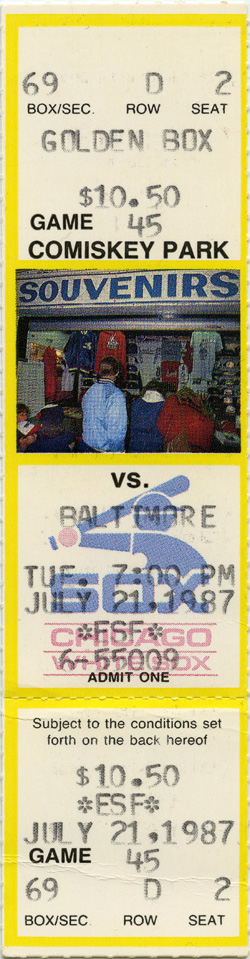 69 D 2
BOX/SEC. ROW SEAT
GOLDEN BOX
$10.50
GAME 45
COMISKEY PARK
SOUVENIRS
VS.
BALTIMORE
TUE. 7:00 PM
JULY 21,1987
SOX
*ESF*
CHICAGO
6-55009
WHITE SOX
ADMIT ONE
Subject to the conditions set
forth on the back hereof
$10.50
*ESF*
JULY 21,1987
GAME 45
69 D 2
BOX/SEC. ROW SEAT